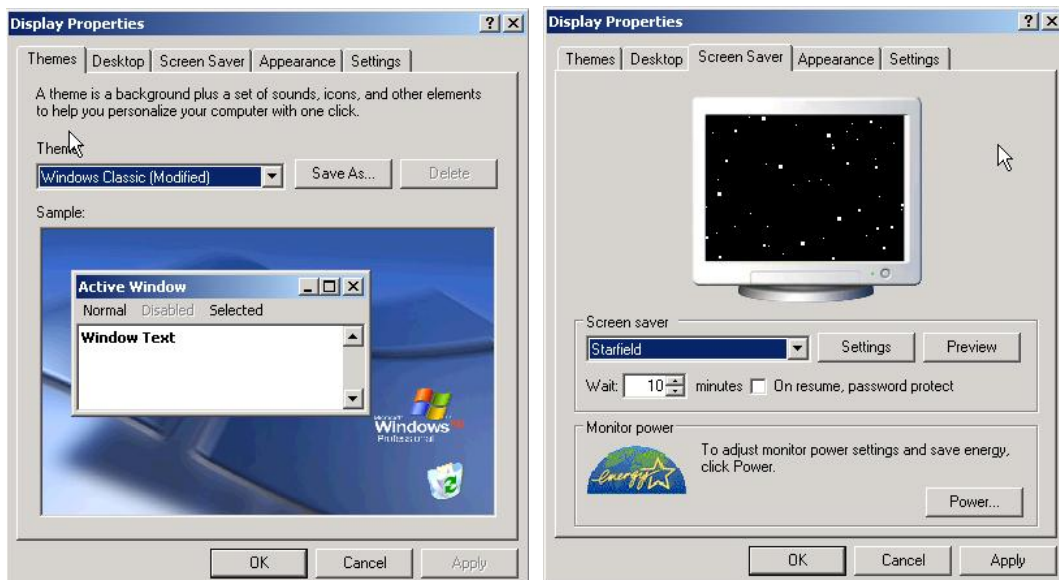 Display Properties
Themes Desktop Screen Saver Appearance Settings
A theme is a background plus a set of sounds, icons, and other elements
to help you personalize your computer with one click.
Windows Classic (Modified) Save As... Delete
Sample:
Active Window
Normal Disabled Selected
Window Text
Microsoft
Windows XP
Professional
OK Cancel Apply
Display Properties
Themes Desktop Screen Saver Appearance Settings
Screen saver
Starfield Settings Preview
Wait: 10 minutes On resume, password protect
Monitor power
energy
To adjust monitor power settings and save energy,
click Power.
Power...
OK Cancel Apply